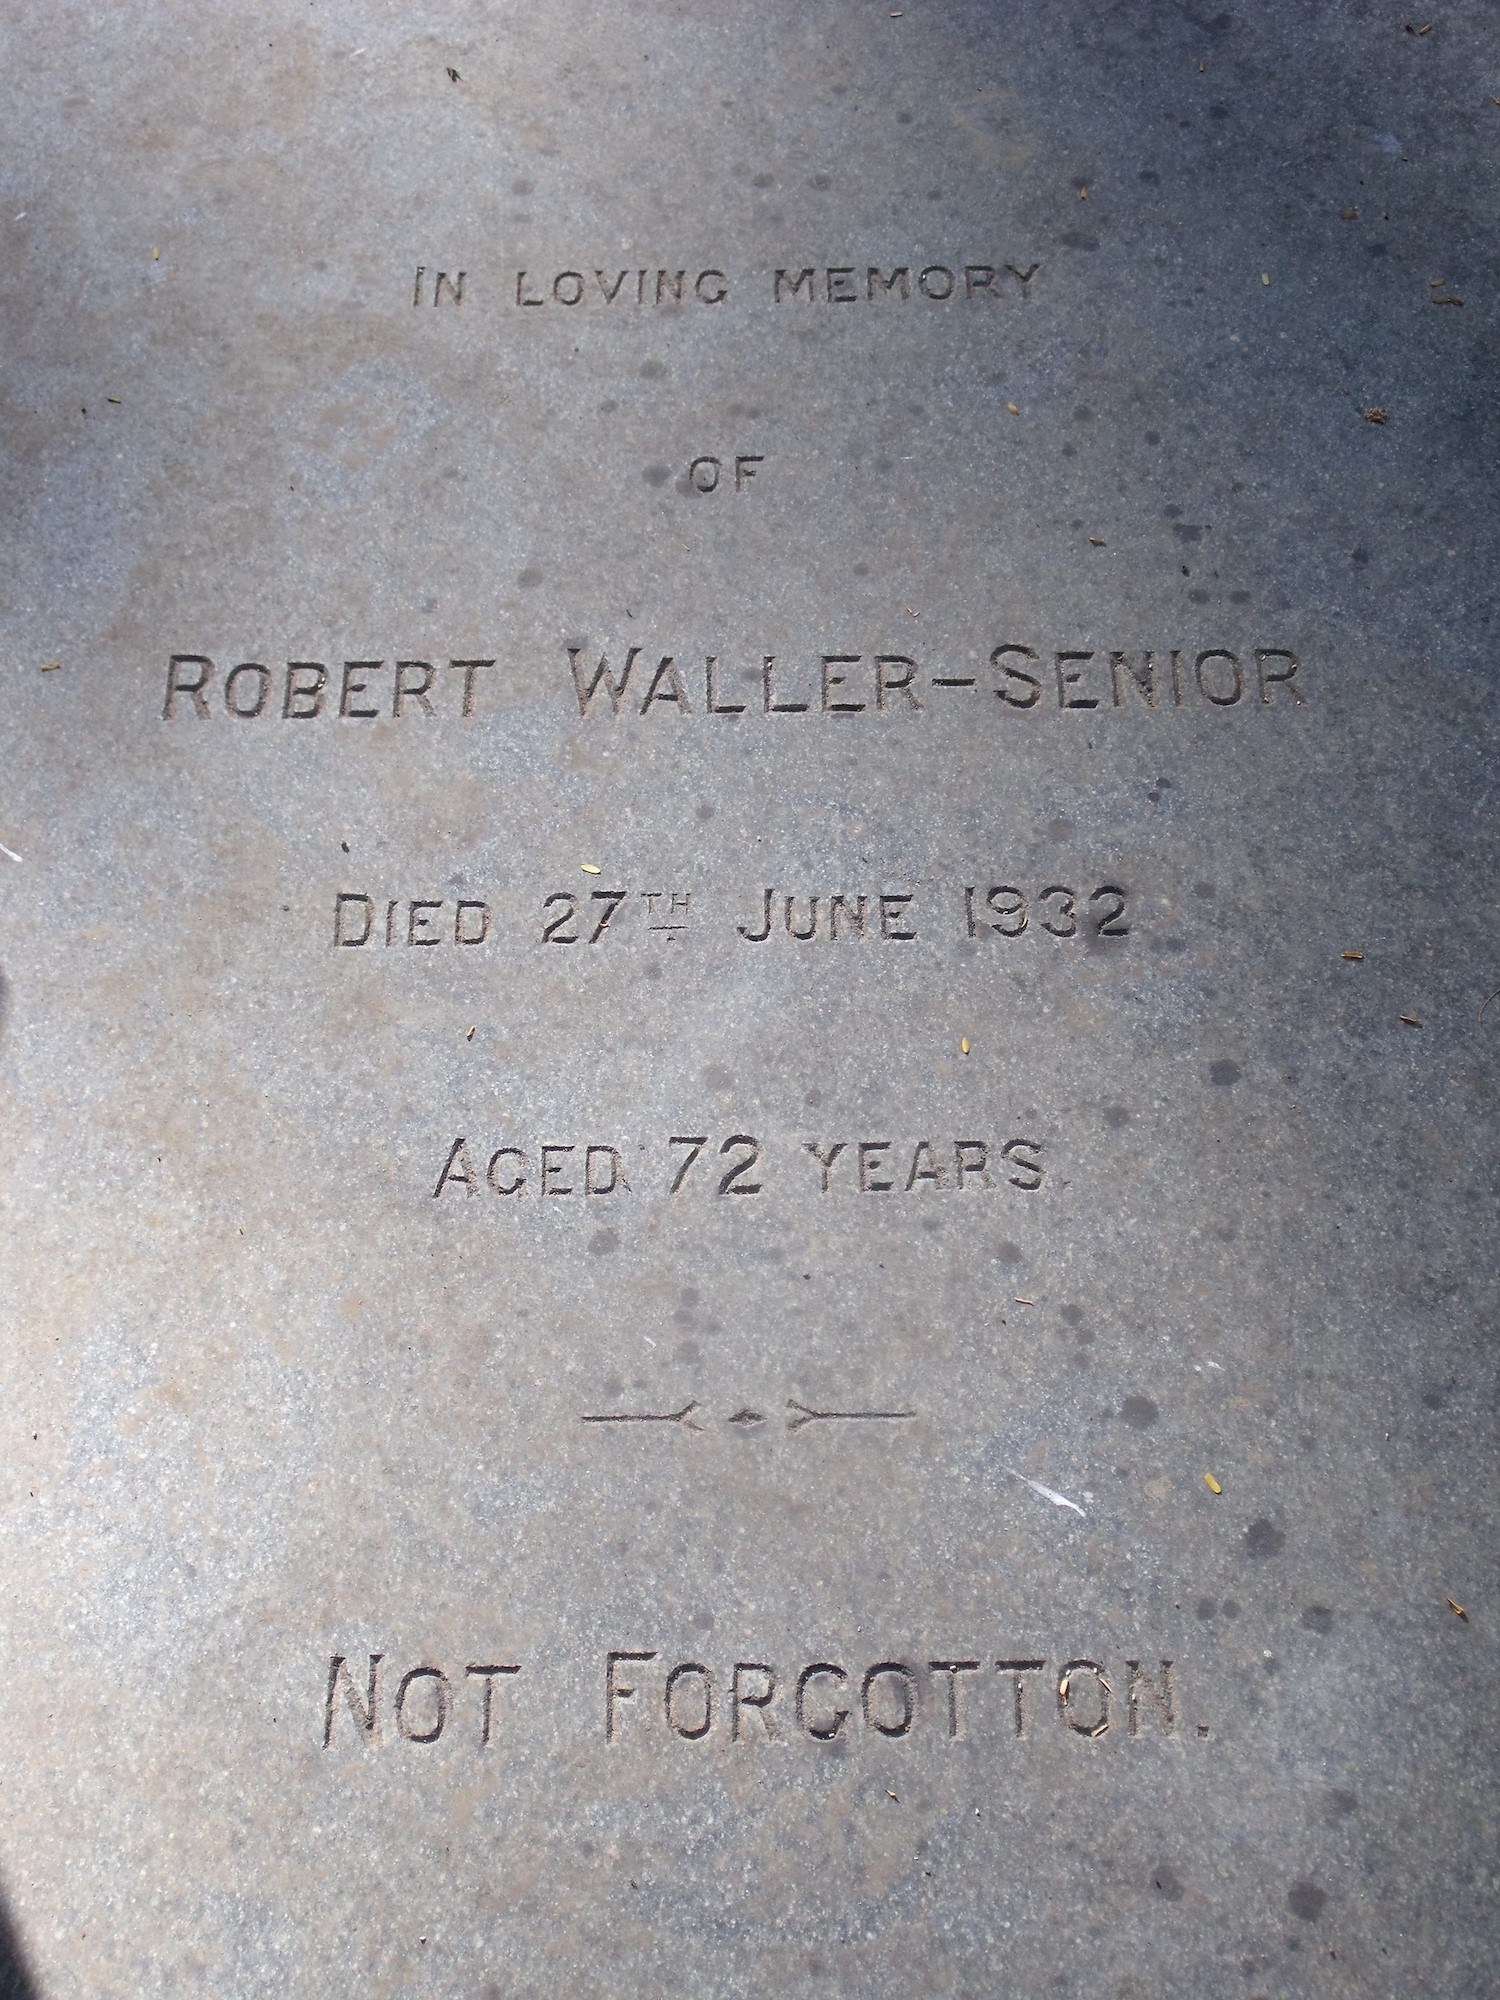 IN LOVING MEMORY
OF
ROBERT WALLER-SENIOR
DIED 27TH JUNE 1932
AGED 72 YEARS.
NOT FORGOTTON.